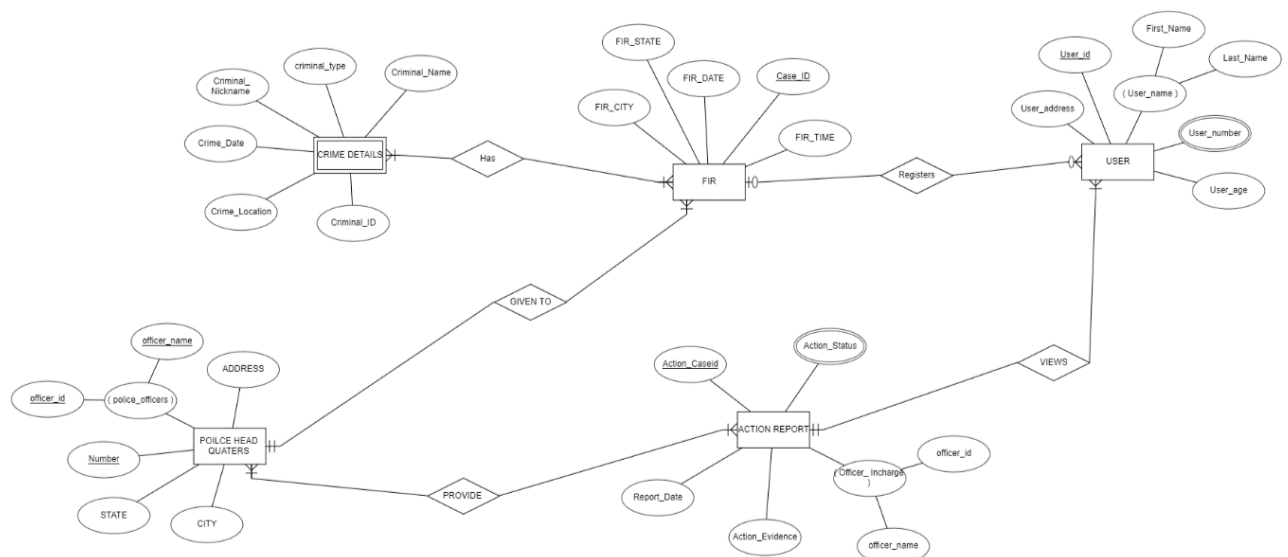 FIR_STATE
First_Name
User_id
Last_Name
criminal_type
Criminal_Name
FIR_DATE
Case_ID
Criminal_
Nickname
( User_name )
FIR_CITY
User_address
User_number
FIR_TIME
Crime_Date
CRIME DETAILS
Has
USER
FIR
Registers
User_age
Crime_Location
Criminal_ID
GIVEN TO
officer_name
Action_Status
ADDRESS
Action_Caseid
VIEWS
officer_id
( police_officers )
POILCE HEAD
QUATERS
ACTION REPORT
Number
officer_id
( Officer_ Incharge
)
PROVIDE
Report_Date
STATE
CITY
Action_Evidence
officer_name